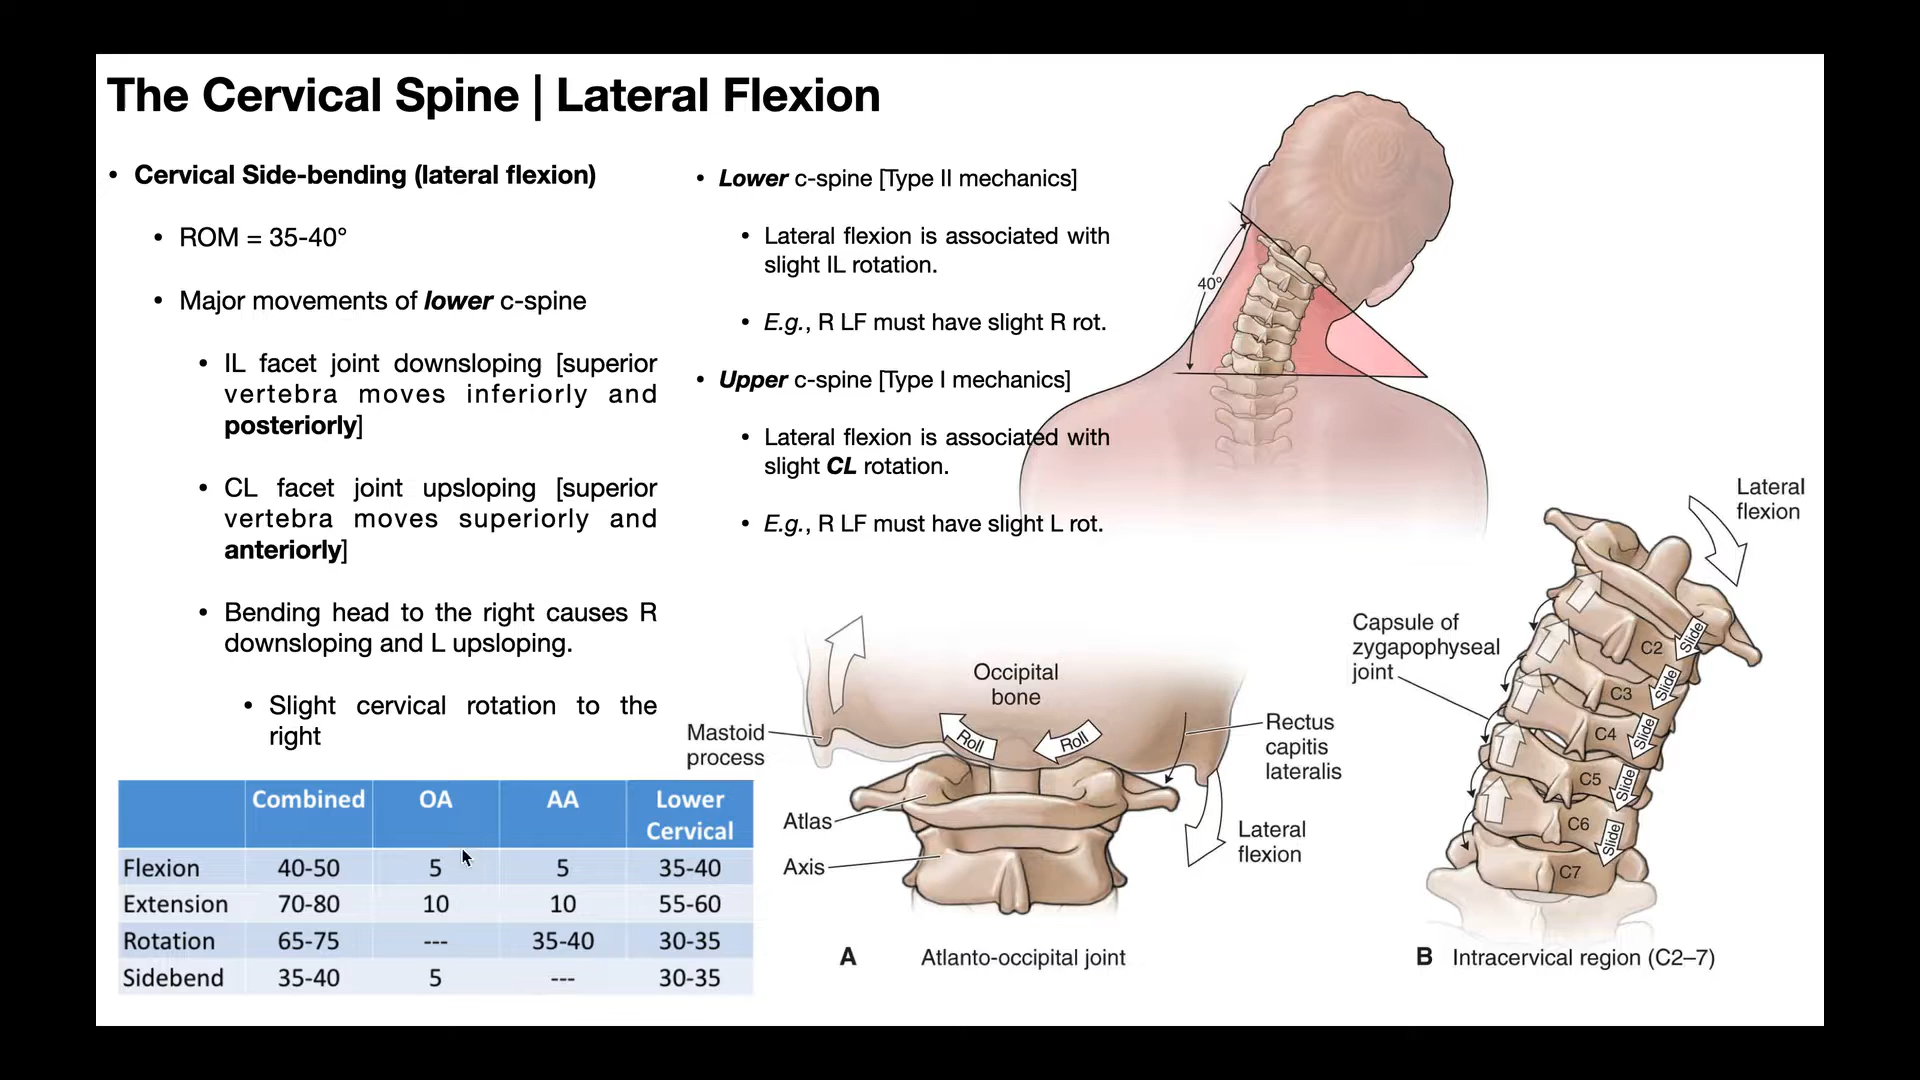 The Cervical Spine | Lateral Flexion
• Cervical Side-bending (lateral flexion)
• ROM = 35-40°
• Major movements of lower c-spine
• IL facet joint downsloping [superior
vertebra moves inferiorly and
posteriorly]
• CL facet joint upsloping [superior
vertebra moves superiorly and
anteriorly]
• Bending head to the right causes R
downsloping and L upsloping.
• Slight cervical rotation to the
right
• Lower c-spine [Type II mechanics]
• Lateral flexion is associated with
slight IL rotation.
• E.g., R LF must have slight R rot.
• Upper c-spine [Type I mechanics]
• Lateral flexion is associated with
slight CL rotation.
• E.g., R LF must have slight L rot.
Combined OA AA Lower
Cervical
Flexion 40-50 5 5 35-40
Extension 70-80 10 10 55-60
Rotation 65-75 --- 35-40 30-35
Sidebend 35-40 5 --- 30-35
40°
Occipital
bone
Mastoid
process
Roll
Roll
Rectus
capitis
lateralis
Atlas
Axis
Lateral
flexion
A Atlanto-occipital joint
Lateral
flexion
Capsule of
zygapophyseal
joint
C2
Slide
C3
Slide
C4
Slide
C5
Slide
C6
Slide
C7
B Intracervical region (C2–7)